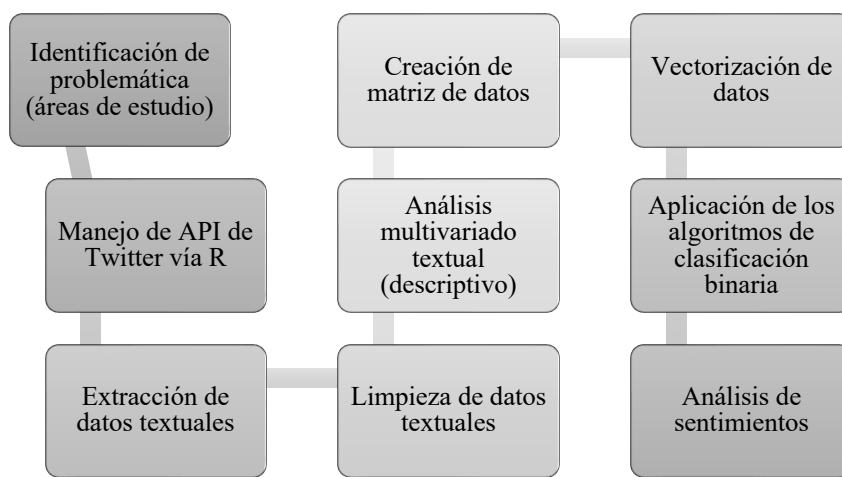 Identificación de
problemática
(áreas de estudio)
Manejo de API de
Twitter vía R
Extracción de
datos textuales
Limpieza de datos
textuales
Análisis
multivariado
textual
(descriptivo)
Creación de
matriz de datos
Vectorización de
datos
Aplicación de los
algoritmos de
clasificación
binaria
Análisis de
sentimientos